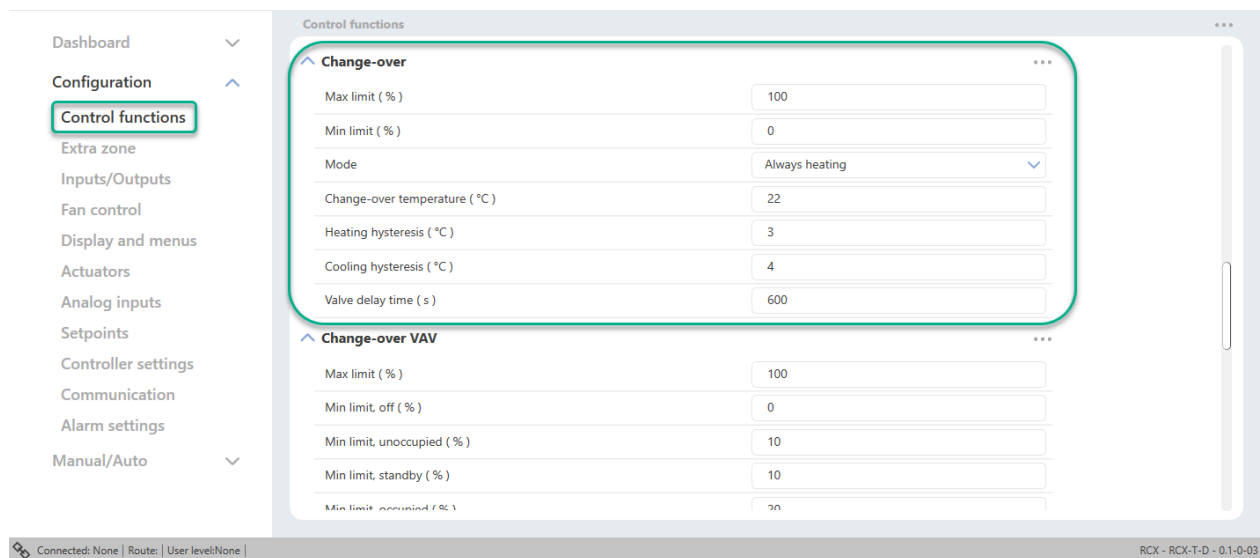 Control functions
Dashboard
Configuration
Control functions
Extra zone
Inputs/Outputs
Fan control
Display and menus
Actuators
Analog inputs
Setpoints
Controller settings
Communication
Alarm settings
Manual/Auto
Change-over
Max limit ( % ) 100
Min limit ( % ) 0
Mode Always heating
Change-over temperature ( °C ) 22
Heating hysteresis ( °C ) 3
Cooling hysteresis ( °C ) 4
Valve delay time ( s ) 600
Change-over VAV
Max limit ( % ) 100
Min limit, off ( % ) 0
Min limit, unoccupied ( % ) 10
Min limit, standby ( % ) 10
Min limit, occupied ( % ) 20
Connected: None | Route: | User level:None |
RCX - RCX-T-D - 0.1-0-03